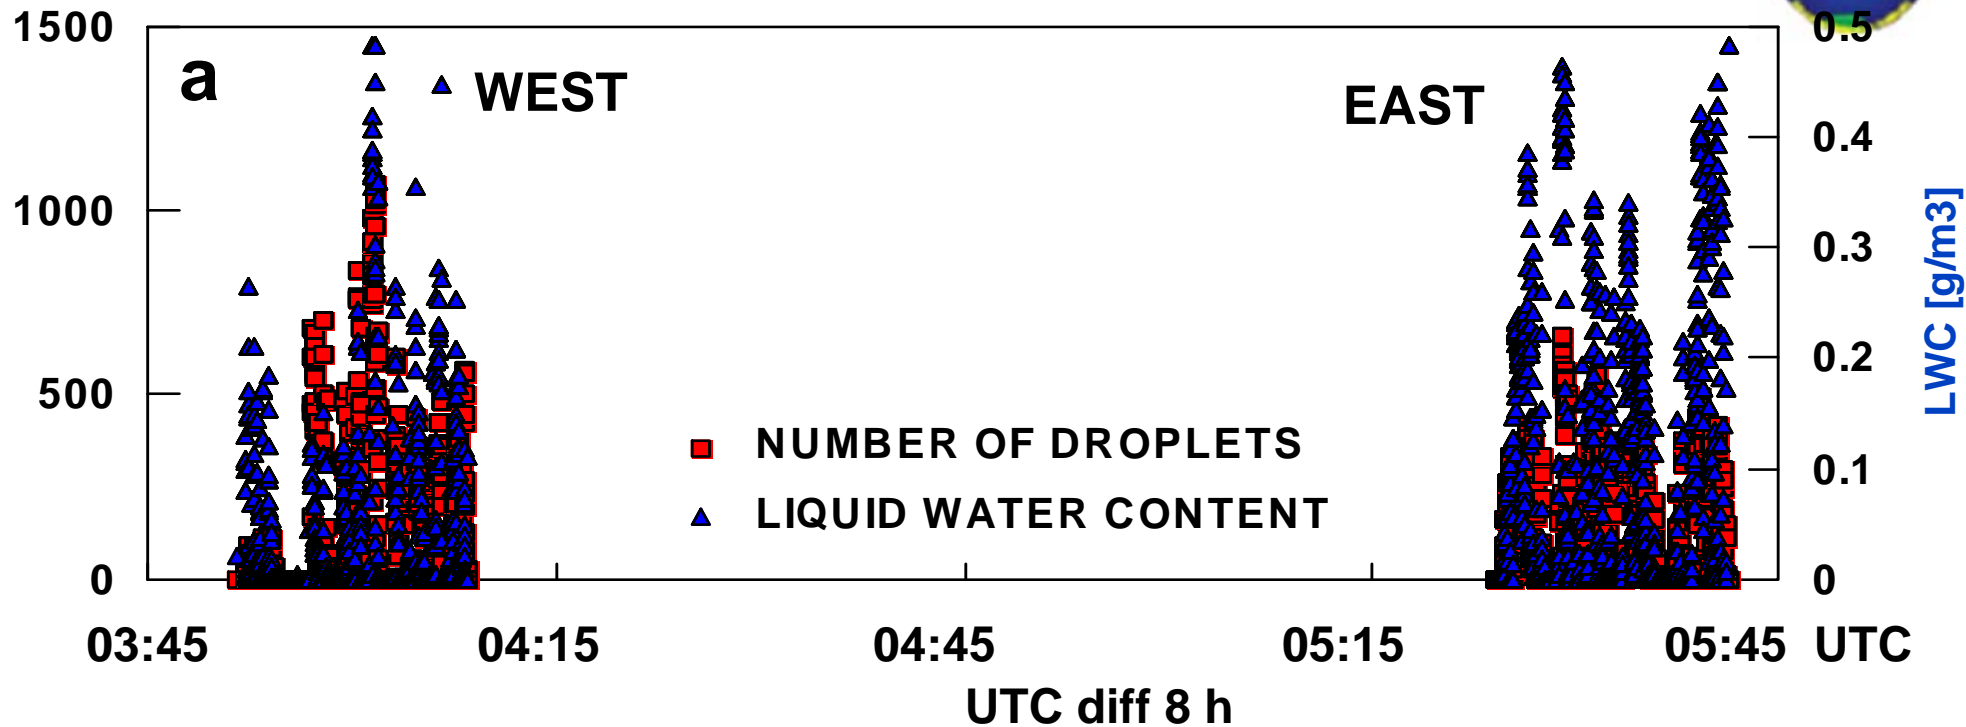 1500
0.5
a
WEST
EAST
0.4
1000
0.3
LWC [g/m3]
500
0.2
NUMBER OF DROPLETS
0.1
LIQUID WATER CONTENT
0
0
03:45
04:15
04:45
05:15
05:45
UTC
UTC diff 8 h